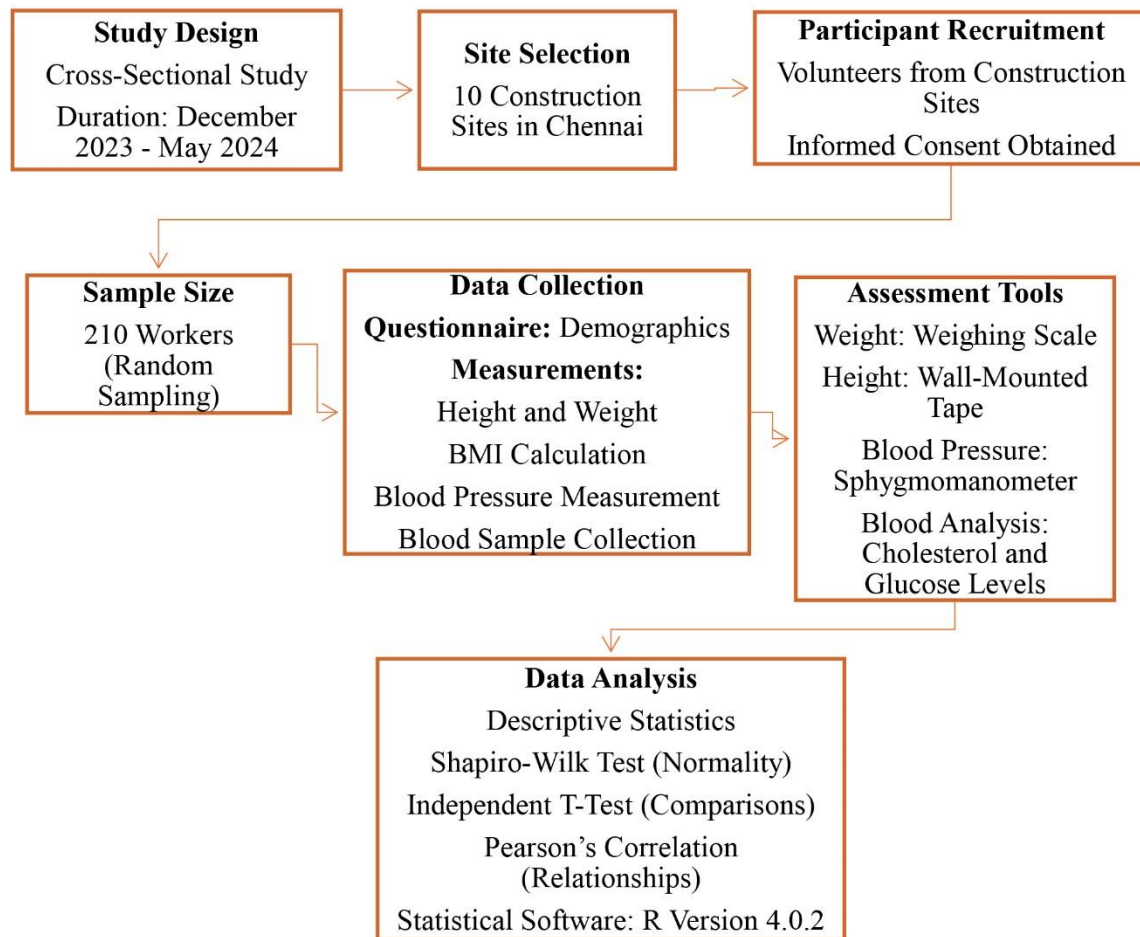 Study Design
Cross-Sectional Study
Duration: December
2023 - May 2024
Site Selection
10 Construction
Sites in Chennai
Participant Recruitment
Volunteers from Construction
Sites
Informed Consent Obtained
Sample Size
210 Workers
(Random
Sampling)
Data Collection
Questionnaire: Demographics
Measurements:
Height and Weight
BMI Calculation
Blood Pressure Measurement
Blood Sample Collection
Assessment Tools
Weight: Weighing Scale
Height: Wall-Mounted
Tape
Blood Pressure:
Sphygmomanometer
Blood Analysis:
Cholesterol and
Glucose Levels
Data Analysis
Descriptive Statistics
Shapiro-Wilk Test (Normality)
Independent T-Test (Comparisons)
Pearson’s Correlation
(Relationships)
Statistical Software: R Version 4.0.2